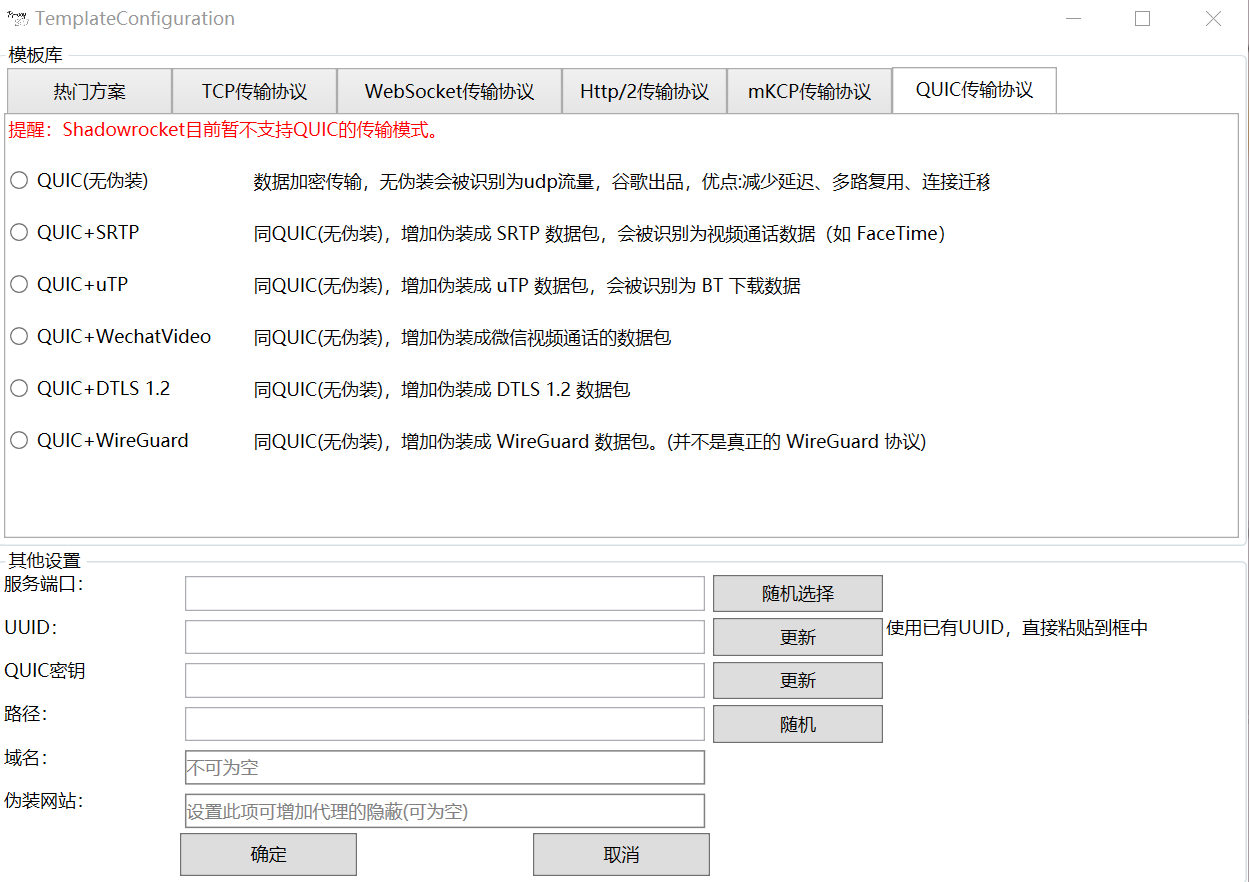 TemplateConfiguration
模板库
热门方案 TCP传输协议 WebSocket传输协议 Http/2传输协议 mKCP传输协议 QUIC传输协议
提醒：Shadowrocket目前暂不支持QUIC的传输模式。
QUIC(无伪装) 数据加密传输，无伪装会被识别为udp流量，谷歌出品，优点:减少延迟、多路复用、连接迁移
QUIC+SRTP 同QUIC(无伪装)，增加伪装成 SRTP 数据包，会被识别为视频通话数据（如 FaceTime）
QUIC+uTP 同QUIC(无伪装)，增加伪装成 uTP 数据包，会被识别为 BT 下载数据
QUIC+WechatVideo 同QUIC(无伪装)，增加伪装成微信视频通话的数据包
QUIC+DTLS 1.2 同QUIC(无伪装)，增加伪装成 DTLS 1.2 数据包
QUIC+WireGuard 同QUIC(无伪装)，增加伪装成 WireGuard 数据包。(并不是真正的 WireGuard 协议)
其他设置
服务端口： 随机选择
UUID： 更新 使用已有UUID，直接粘贴到框中
QUIC密钥 更新
路径： 随机
域名： 不可为空
伪装网站： 设置此项可增加代理的隐蔽(可为空)
确定 取消